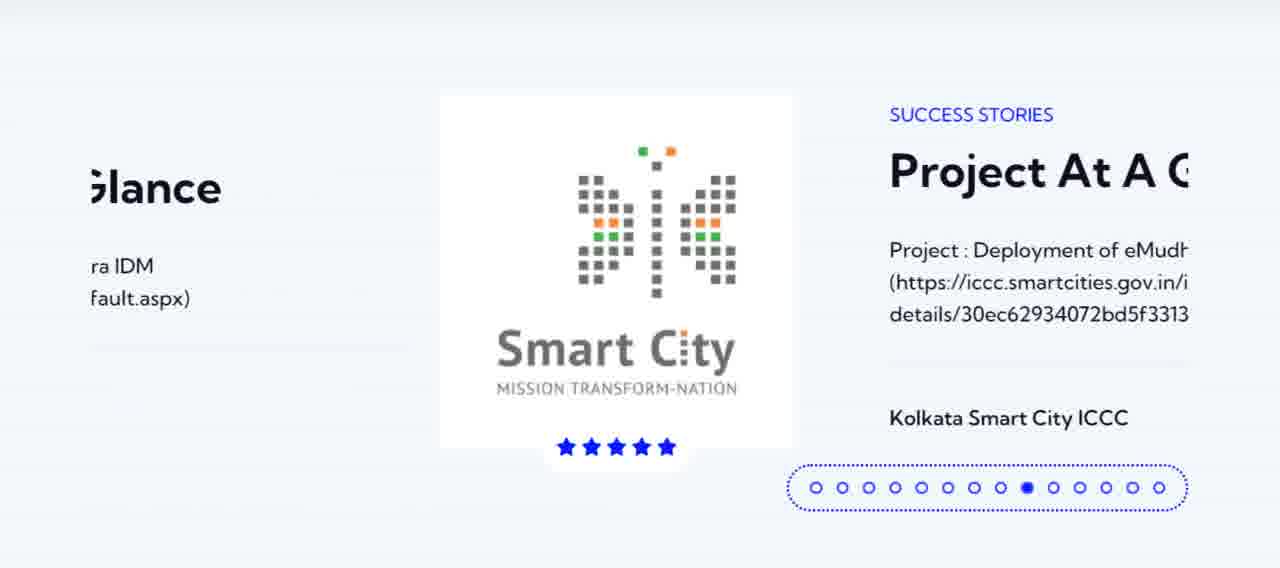 Glance
ra IDM
fault.aspx)
Smart City
MISSION TRANSFORM-NATION
SUCCESS STORIES
Project At A G
Project : Deployment of eMudh
(https://iccc.smartcities.gov.in/i
details/30ec62934072bd5f3313
Kolkata Smart City ICCC